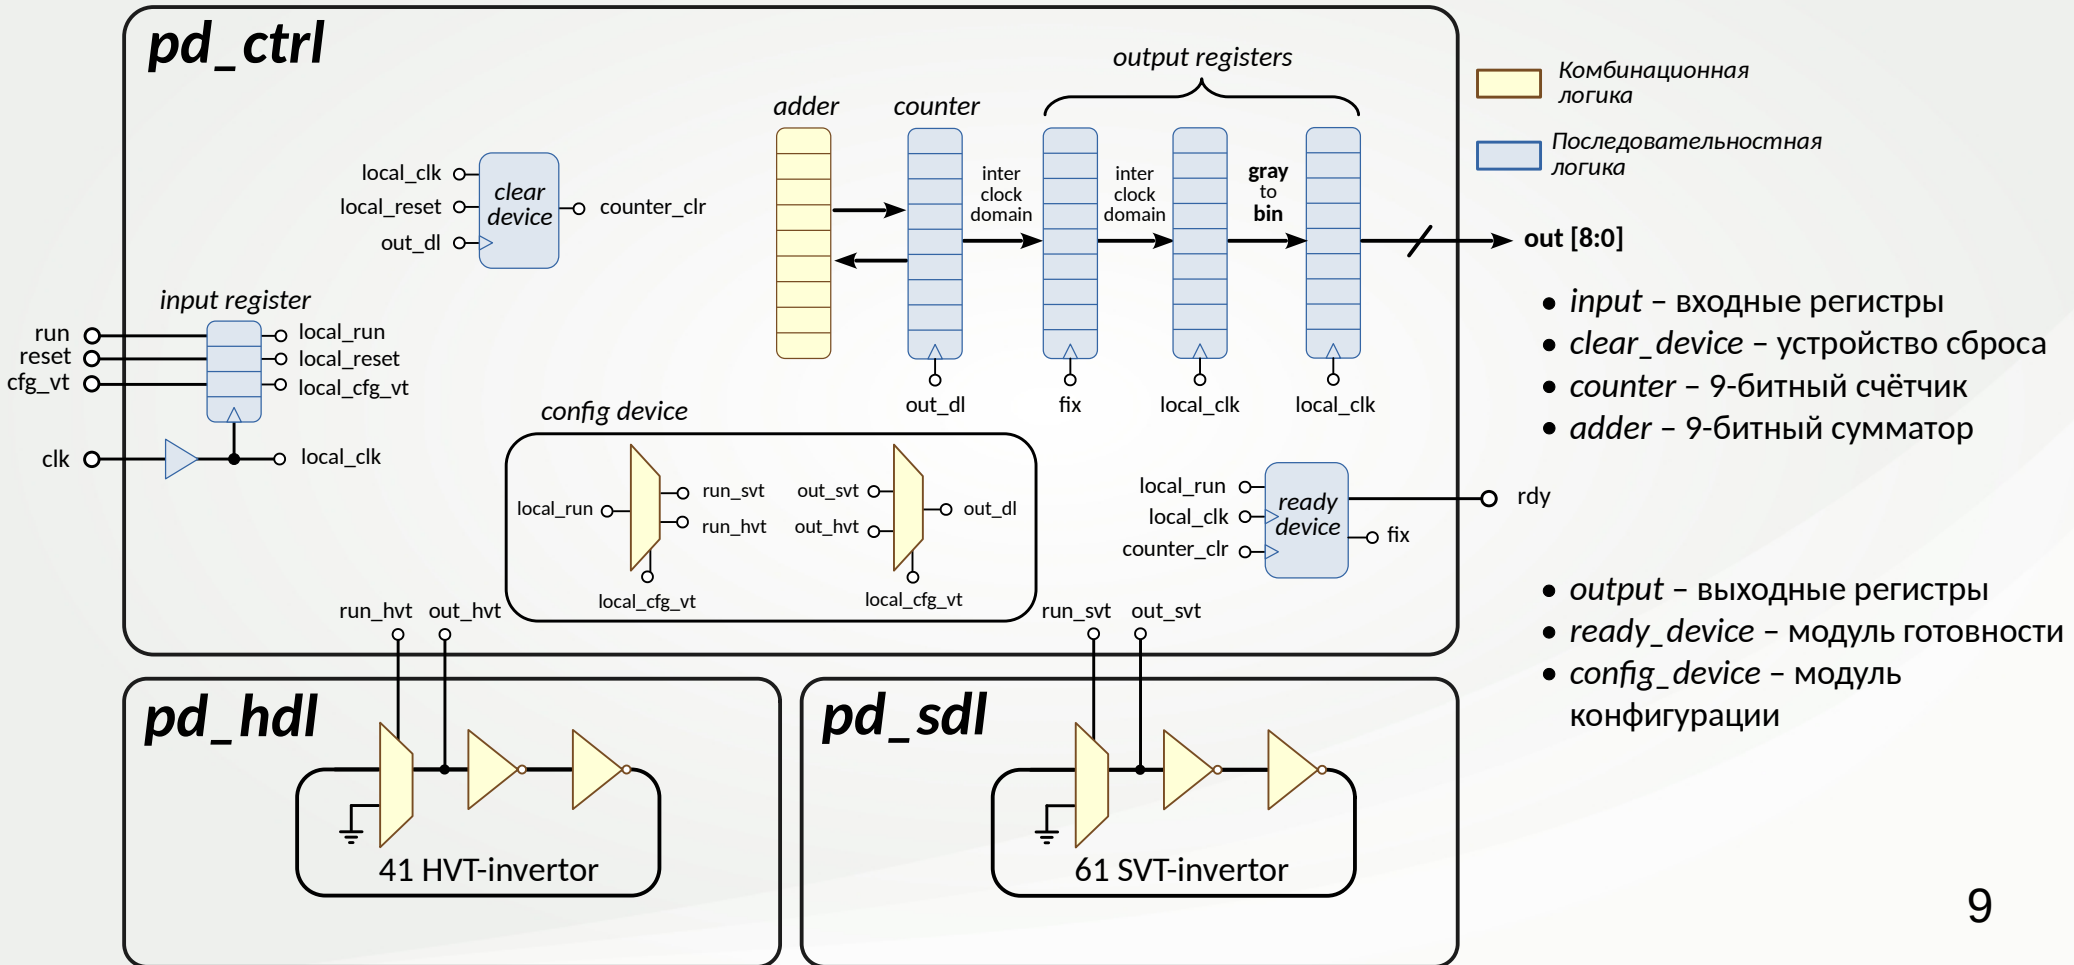 pd_ctrl
output registers
adder
counter
inter
clock
domain
inter
clock
domain
gray
to
bin
out_dl
fix
local_clk
local_clk
out [8:0]
local_clk
local_reset
out_dl
clear
device
counter_clr
input register
run
reset
cfg_vt
clk
local_run
local_reset
local_cfg_vt
local_clk
config device
local_run
run_svt
run_hvt
local_cfg_vt
out_svt
out_hvt
out_dl
local_cfg_vt
local_run
local_clk
counter_clr
ready
device
rdy
fix
run_hvt out_hvt
run_svt out_svt
pd_hdl
41 HVT-invertor
pd_sdl
61 SVT-invertor
Комбинационная
логика
Последовательностная
логика
• input – входные регистры
• clear_device – устройство сброса
• counter – 9-битный счётчик
• adder – 9-битный сумматор
• output – выходные регистры
• ready_device – модуль готовности
• config_device – модуль
конфигурации
9